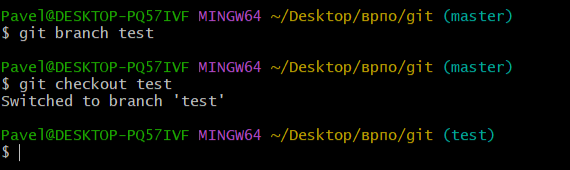 Pavel@DESKTOP-PQ57IVF MINGW64 ~/Desktop/врпо/git (master)
$ git branch test
Pavel@DESKTOP-PQ57IVF MINGW64 ~/Desktop/врпо/git (master)
$ git checkout test
Switched to branch 'test'
Pavel@DESKTOP-PQ57IVF MINGW64 ~/Desktop/врпо/git (test)
$